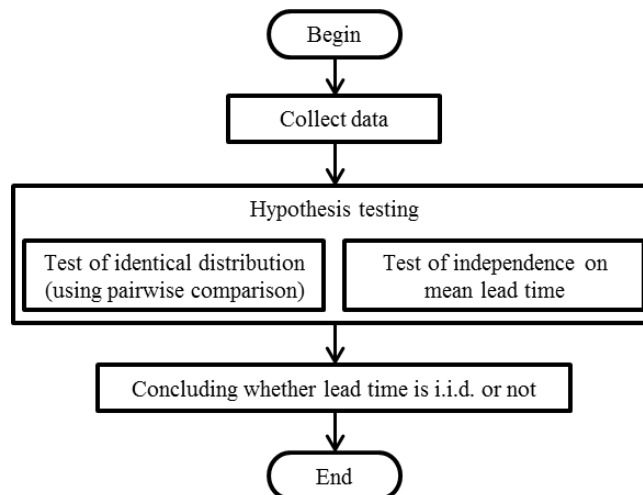 Begin
Collect data
Hypothesis testing
Test of identical distribution
(using pairwise comparison)
Test of independence on
mean lead time
Concluding whether lead time is i.i.d. or not
End